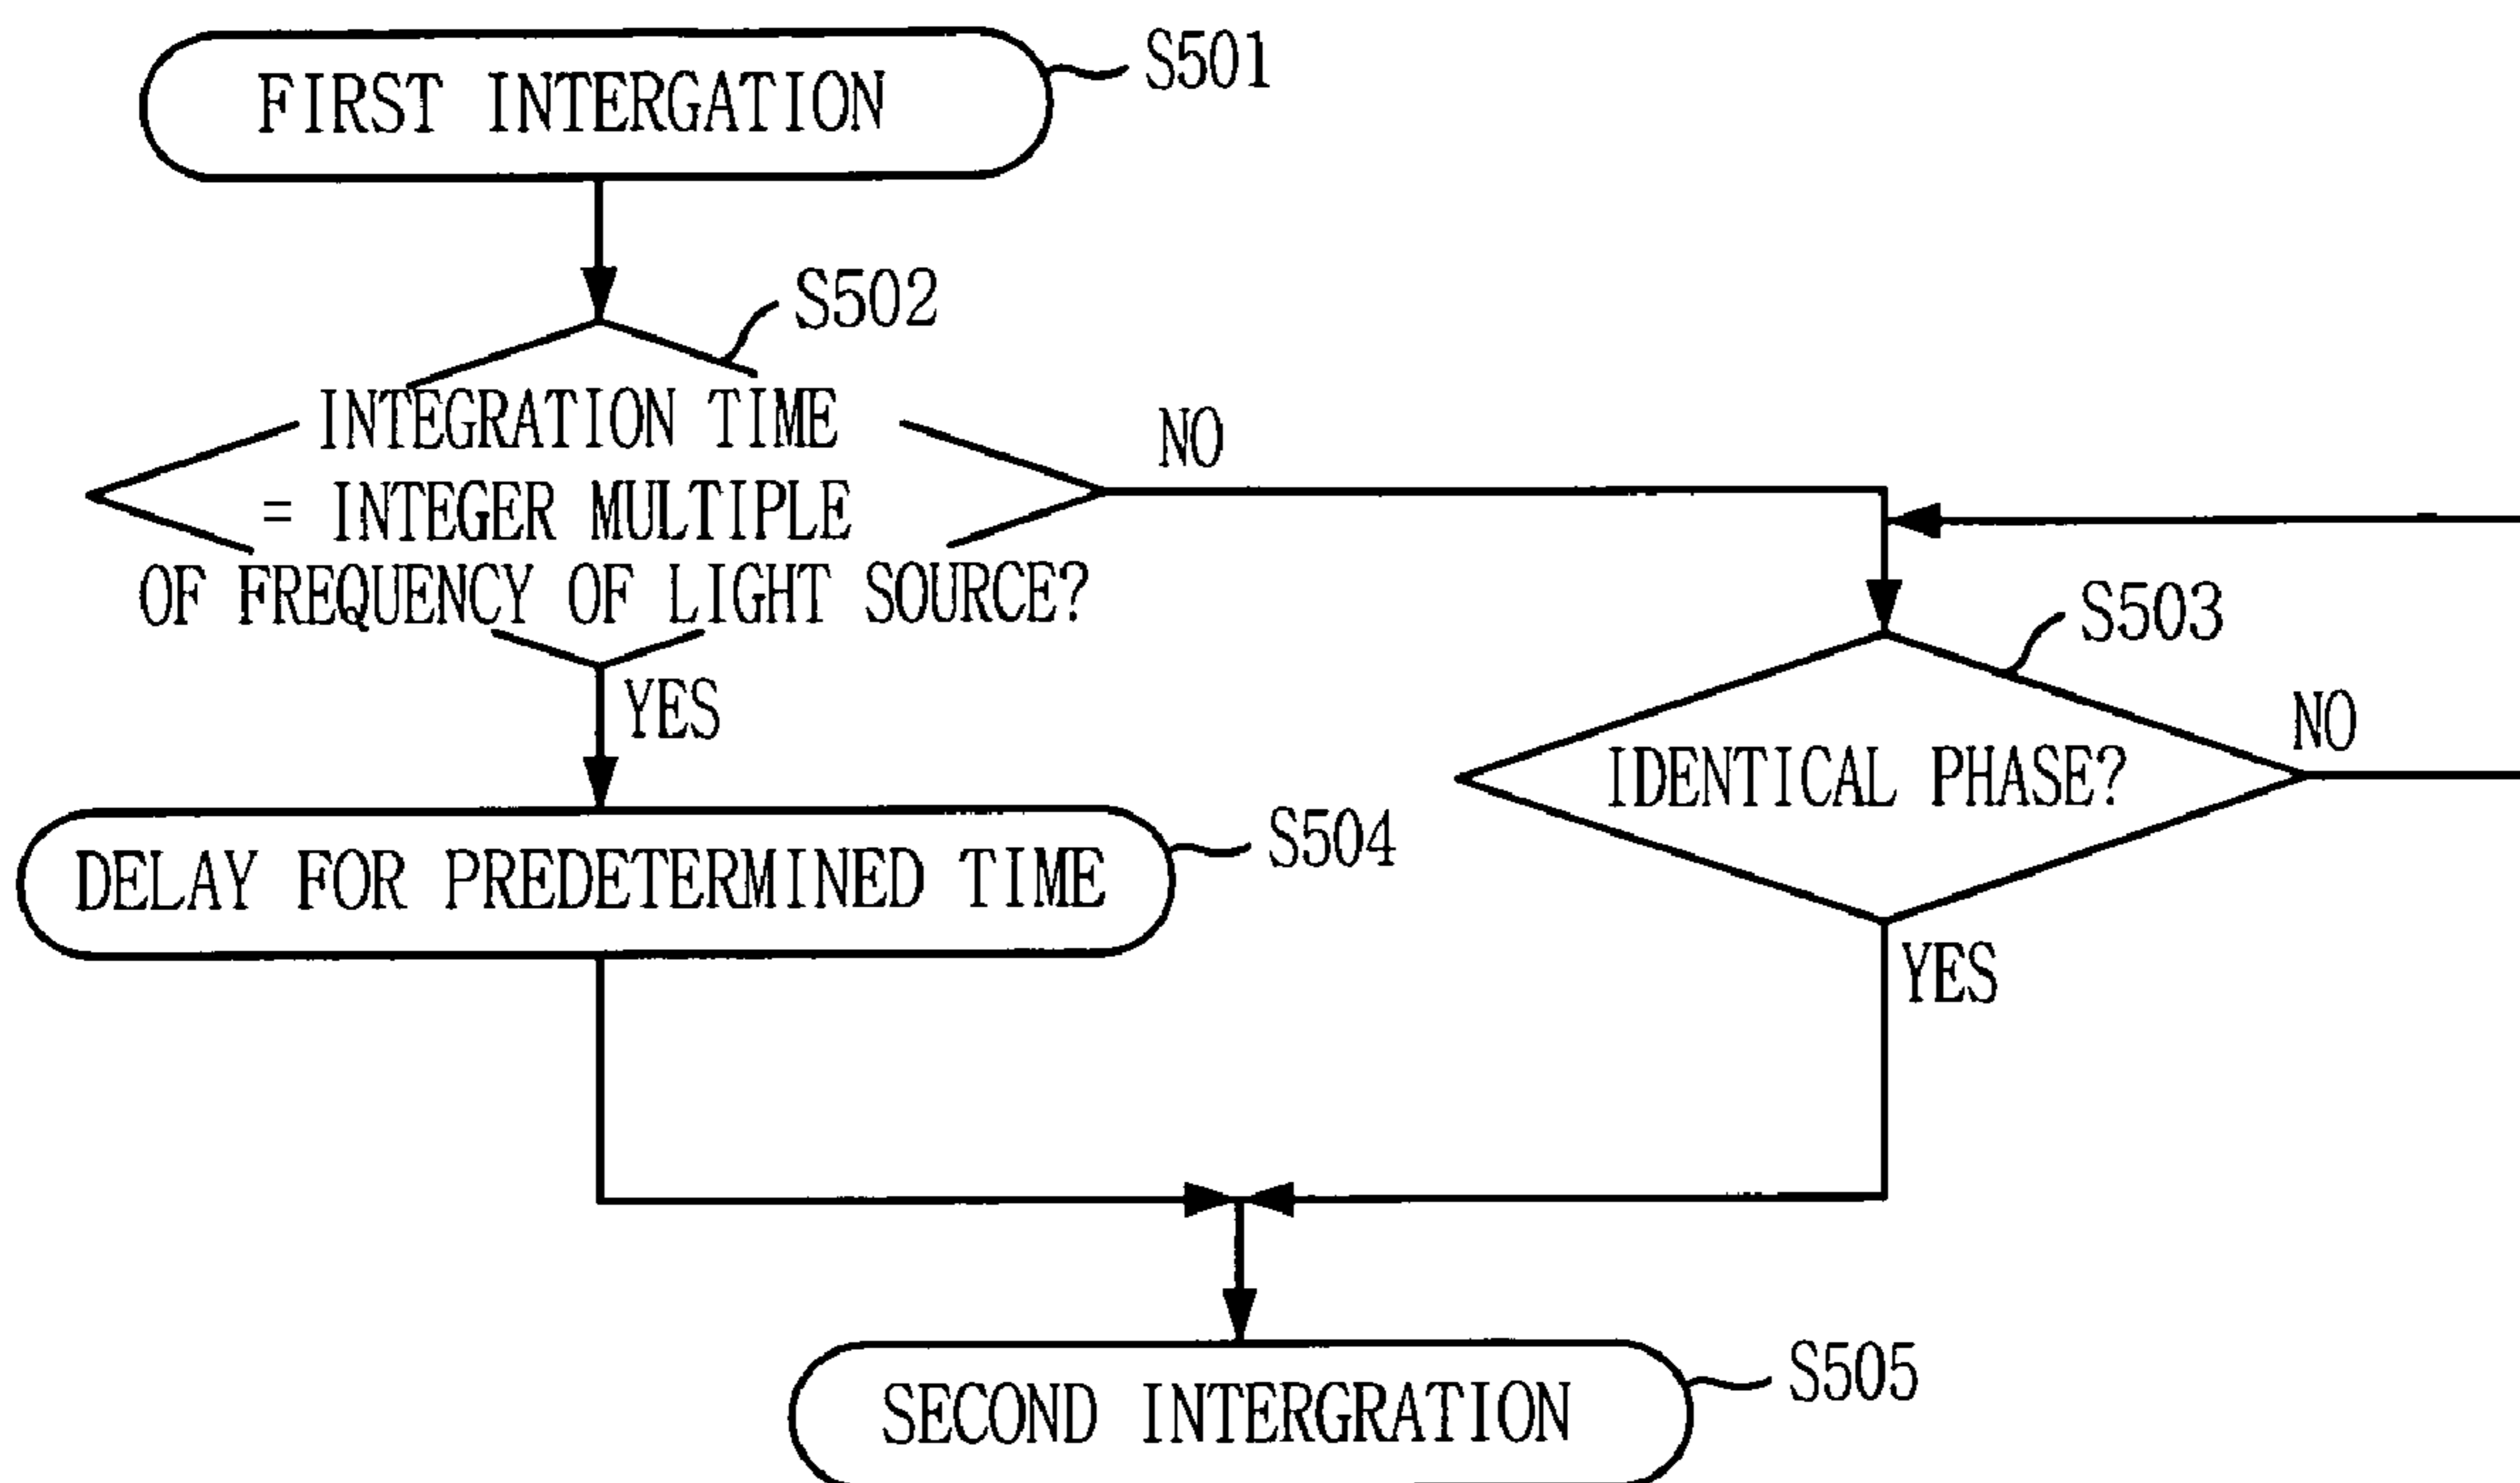 FIRST INTERGATION
S501
S502
INTEGRATION TIME
= INTEGER MULTIPLE
OF FREQUENCY OF LIGHT SOURCE?
NO
YES
S503
IDENTICAL PHASE?
NO
YES
DELAY FOR PREDETERMINED TIME
S504
SECOND INTERGRATION
S505